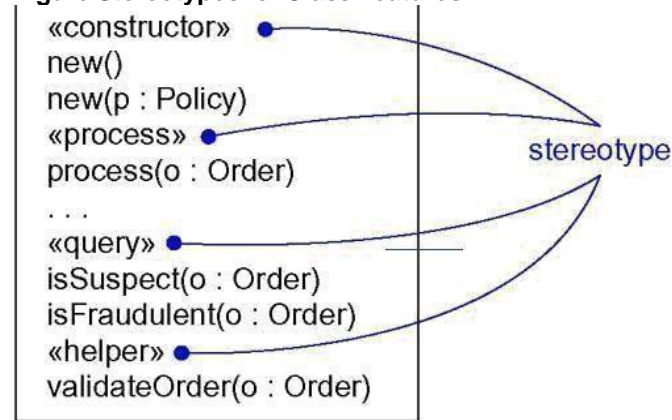 «constructor»
new()
new(p : Policy)
«process»
process(o : Order)
. . .
«query»
isSuspect(o : Order)
isFraudulent(o : Order)
«helper»
validateOrder(o : Order)
stereotype